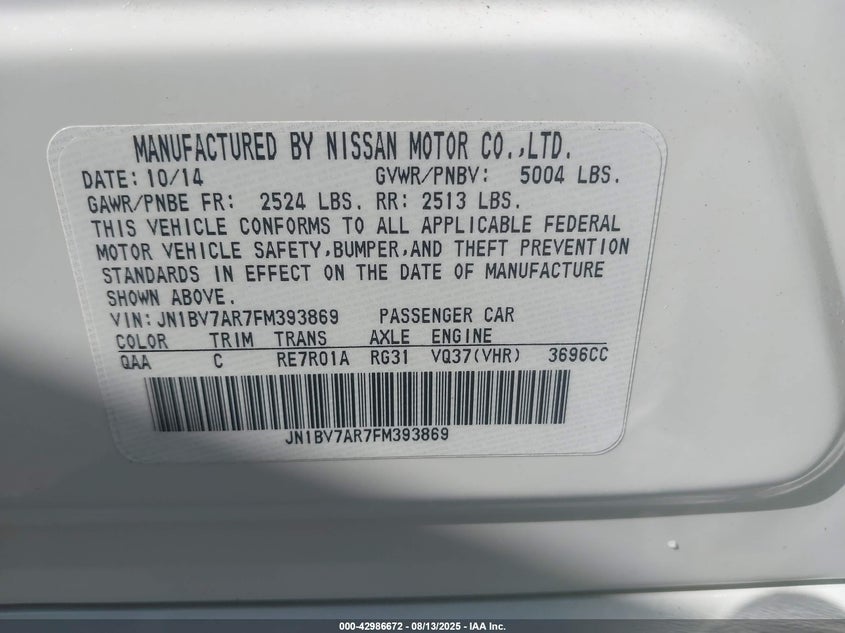 MANUFACTURED BY NISSAN MOTOR CO.,LTD.
DATE: 10/14 GVWR/PNBV: 5004 LBS.
GAWR/PNBE FR: 2524 LBS. RR: 2513 LBS.
THIS VEHICLE CONFORMS TO ALL APPLICABLE FEDERAL
MOTOR VEHICLE SAFETY,BUMPER,AND THEFT PREVENTION
STANDARDS IN EFFECT ON THE DATE OF MANUFACTURE
SHOWN ABOVE.
VIN:JN1BV7AR7FM393869 PASSENGER CAR
COLOR TRIM TRANS AXLE ENGINE
QAA C RE7R01A RG31 VQ37(VHR) 3696CC
JN1BV7AR7FM393869
000-42986672 - 08/13/2025 - IAA Inc.